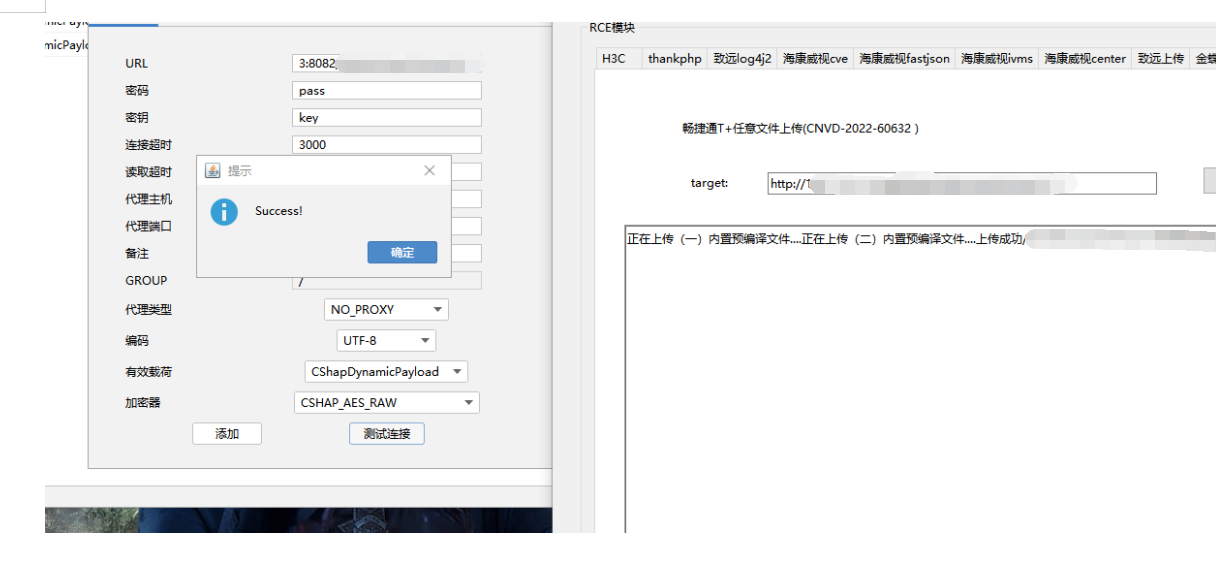 RCE模块
micPaylo
H3C thankphp 致远log4j2 海康威视cve 海康威视fastjson 海康威视ivms 海康威视center 致远上传 金蝶
URL 3:8082
密码 pass
密钥 key
连接超时 3000
读取超时
代理主机
代理端口
备注
GROUP /
代理类型 NO_PROXY
编码 UTF-8
有效载荷 CShapDynamicPayload
加密器 CSHAP_AES_RAW
添加 测试连接
提示
Success!
确定
畅捷通T+任意文件上传(CNVD-2022-60632 )
target: http://1
正在上传（一）内置预编译文件....正在上传（二）内置预编译文件....上传成功/